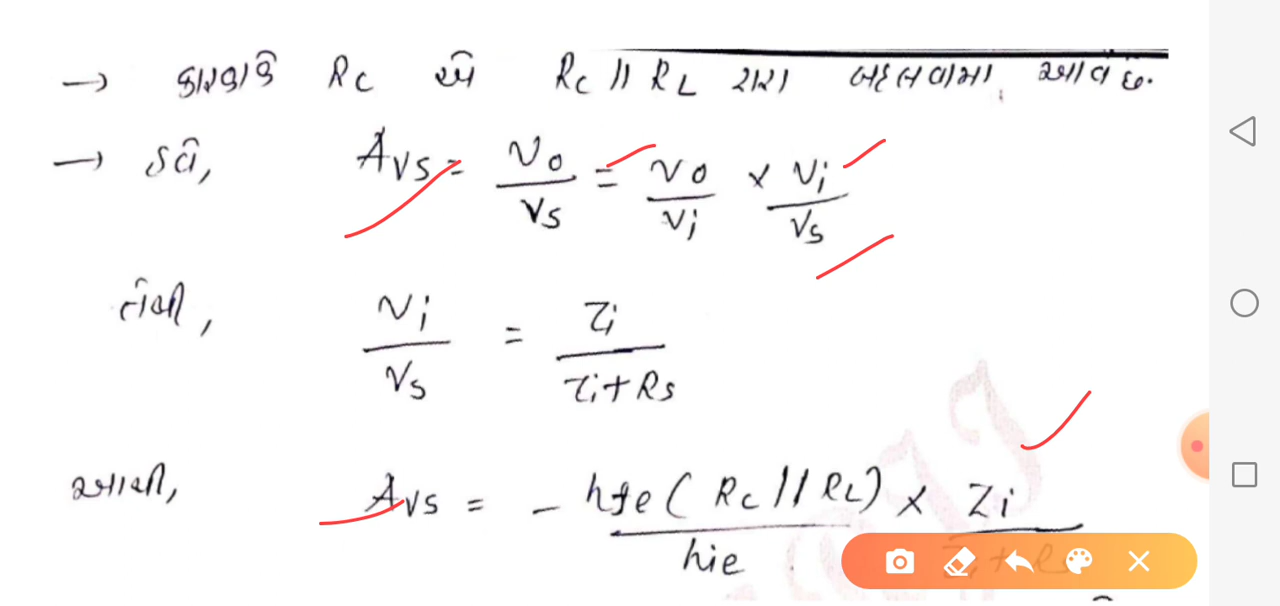 → કારણકે Rc એ Rc || RL દ્વારા બદલવામાં આવે છે.
→ હવે, Avs = Vo/Vs = Vo/Vi × Vi/Vs
તેથી, Vi/Vs = Zi/(Zi+Rs)
આથી, Avs = - hfe(Rc||RL)/hie × Zi/